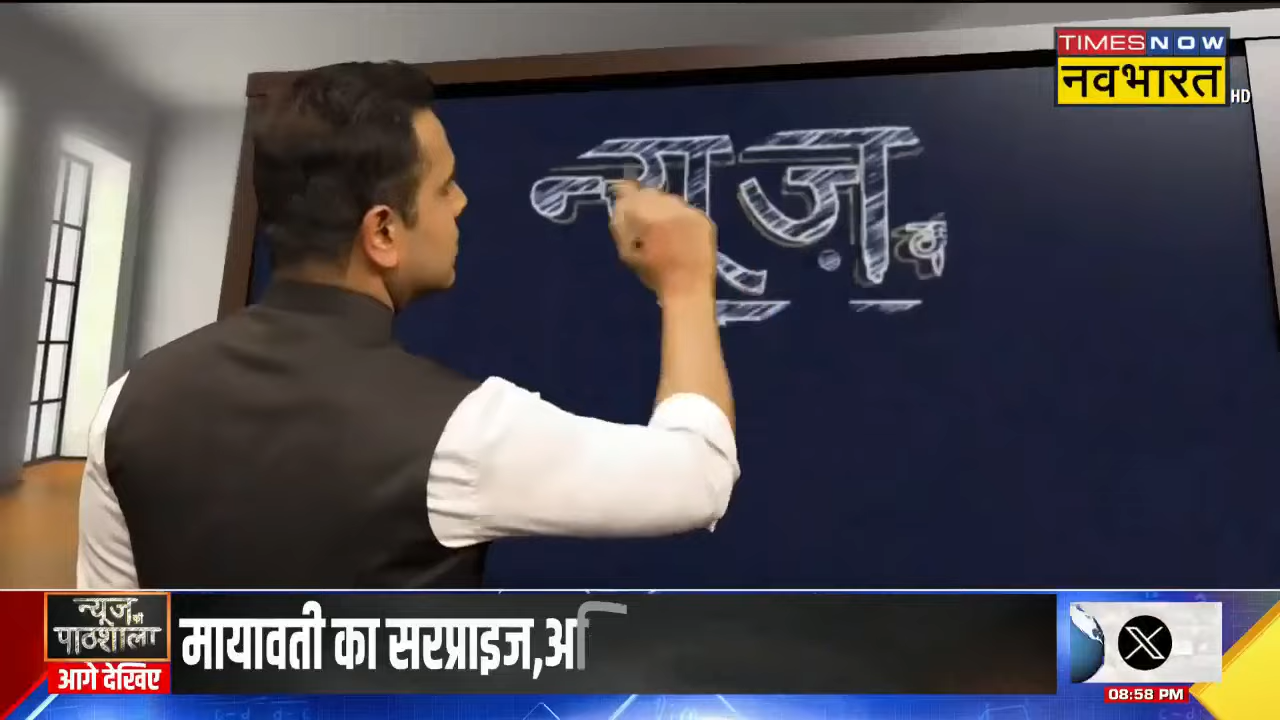 TIMES NOW
नवभारत
HD
न्यूज़
न्यूज़ की
पाठशाला
आगे देखिए
मायावती का सरप्राइज,
X
08:58 PM